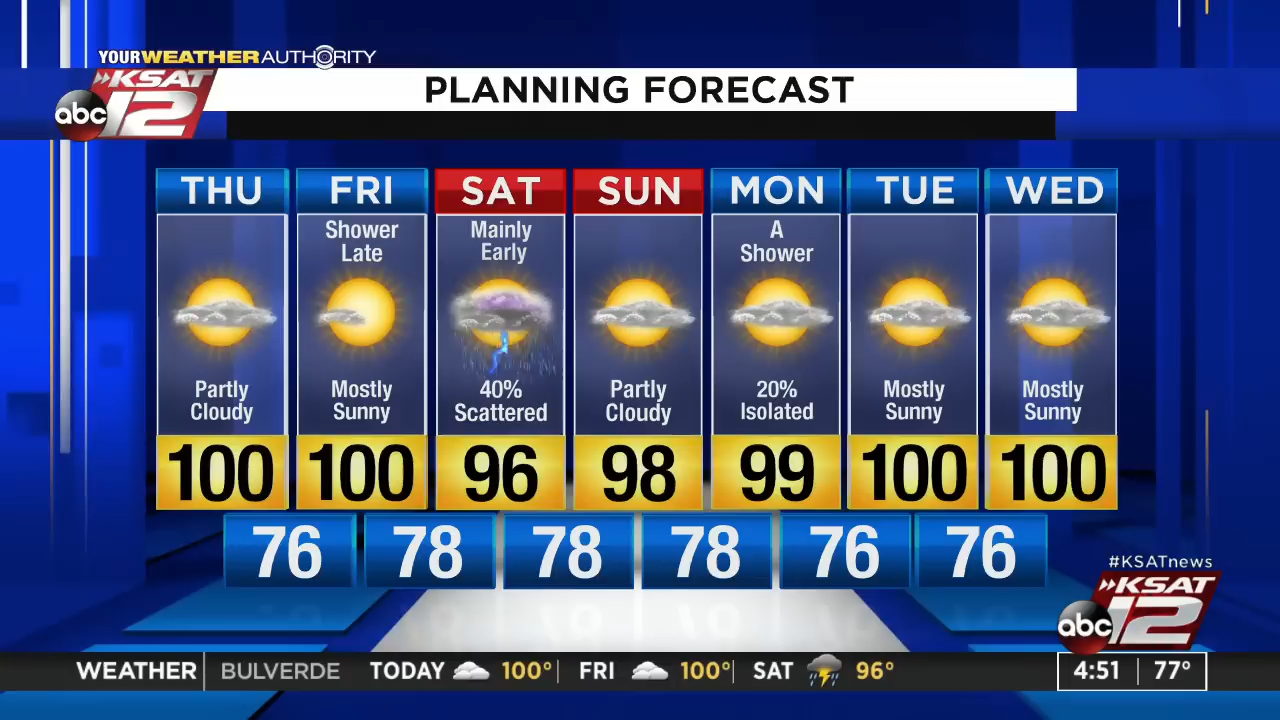 YOURWEATHERAUTHORITY
KSAT
abc 12
PLANNING FORECAST
THU FRI SAT SUN MON TUE WED
Shower Late
Mainly Early
A Shower
Partly Cloudy
Mostly Sunny
40% Scattered
Partly Cloudy
20% Isolated
Mostly Sunny
Mostly Sunny
100 100 96 98 99 100 100
76 78 78 78 76 76
#KSATnews
KSAT
abc 12
WEATHER BULVERDE TODAY 100° FRI 100° SAT 96° 4:51 77°